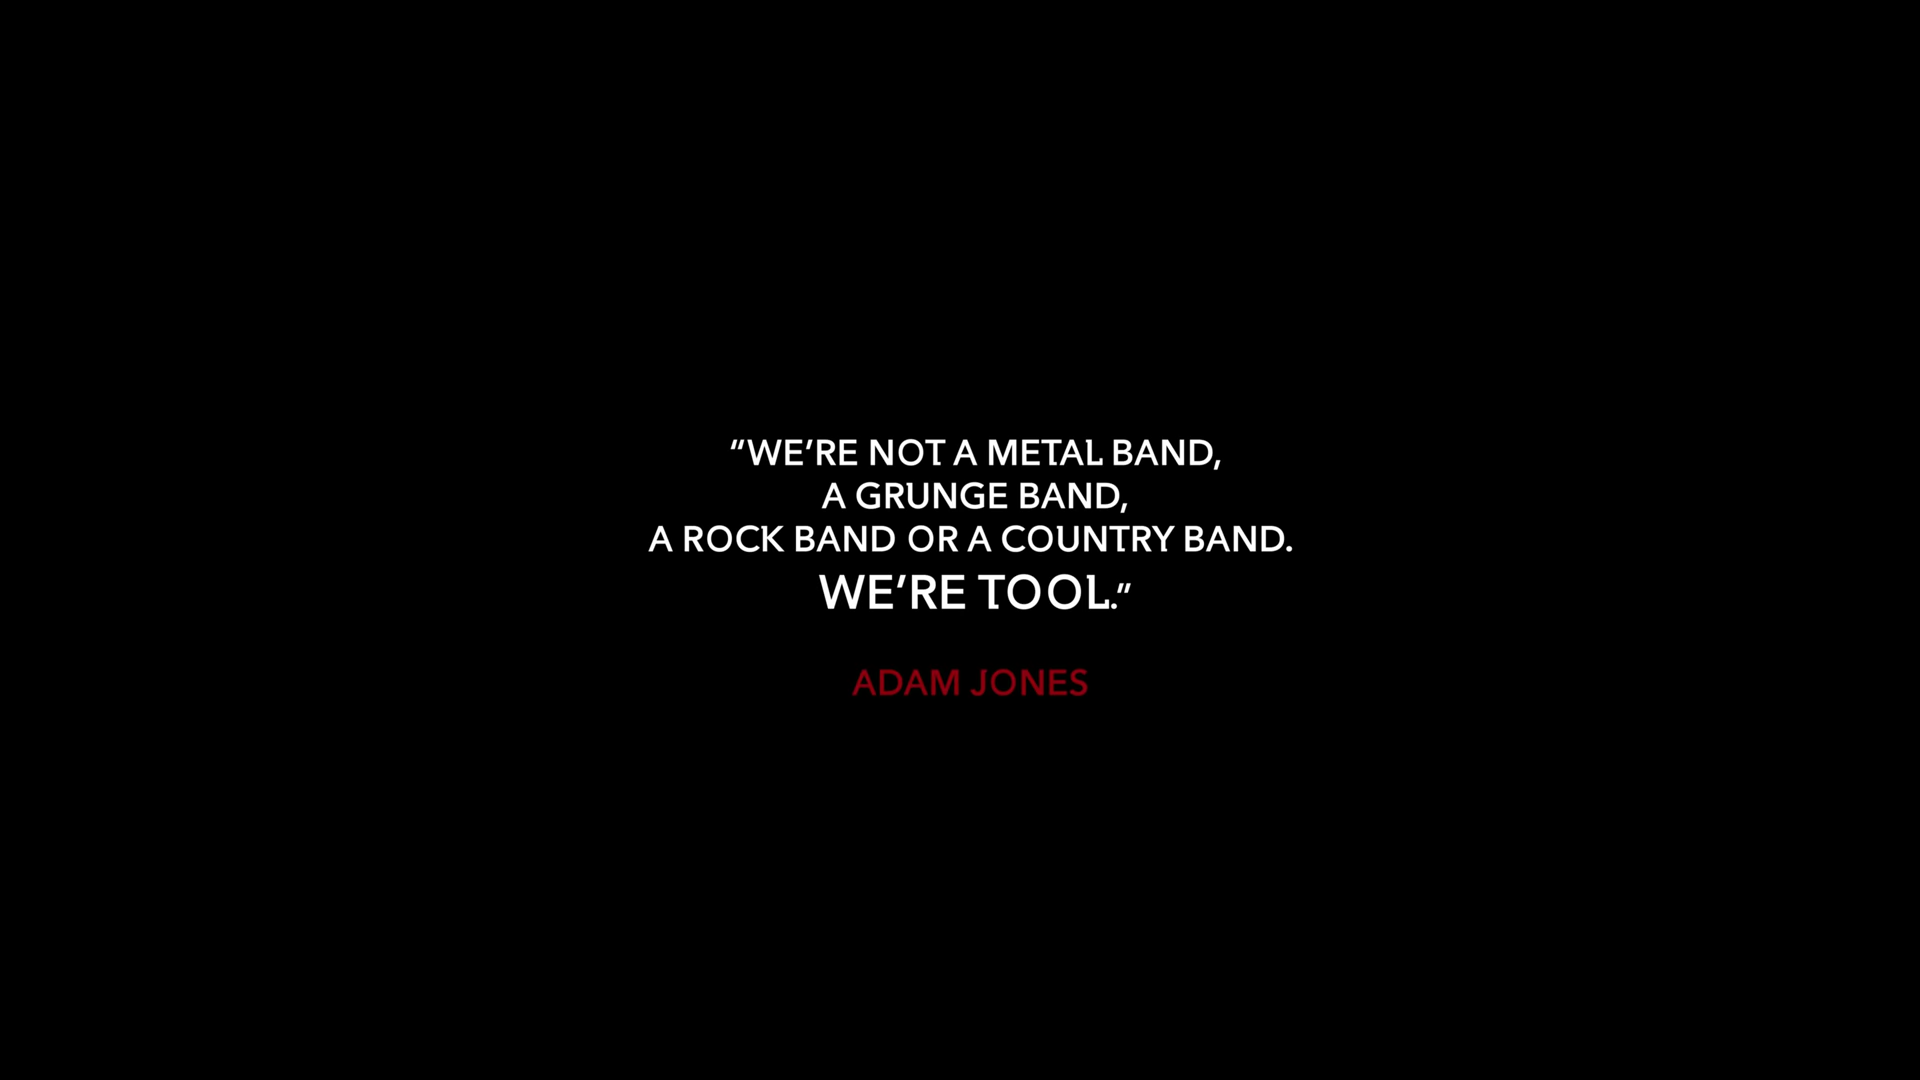 “WE’RE NOT A METAL BAND,
A GRUNGE BAND,
A ROCK BAND OR A COUNTRY BAND.
WE’RE TOOL.”
ADAM JONES